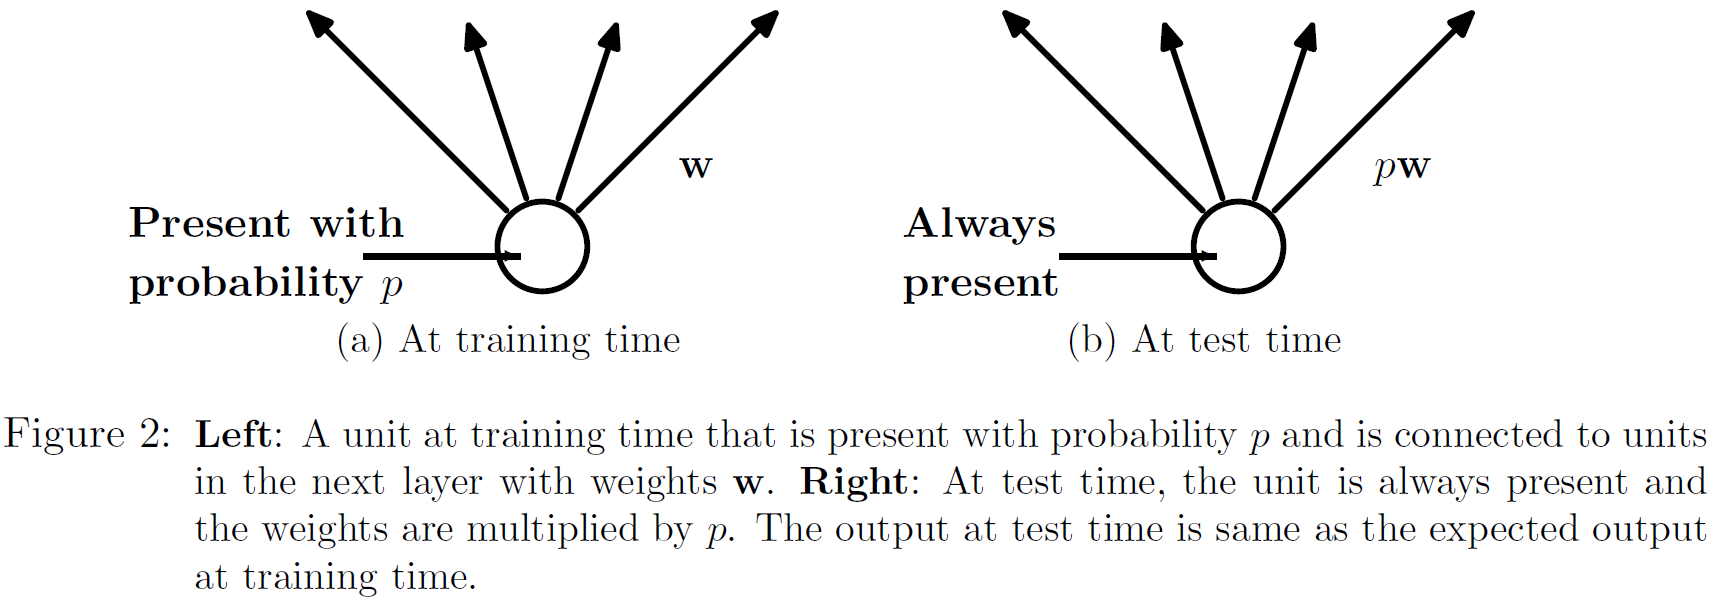 w
pw
Present with
probability p
Always
present
(a) At training time
(b) At test time
Figure 2: Left: A unit at training time that is present with probability p and is connected to units
in the next layer with weights w. Right: At test time, the unit is always present and
the weights are multiplied by p. The output at test time is same as the expected output
at training time.